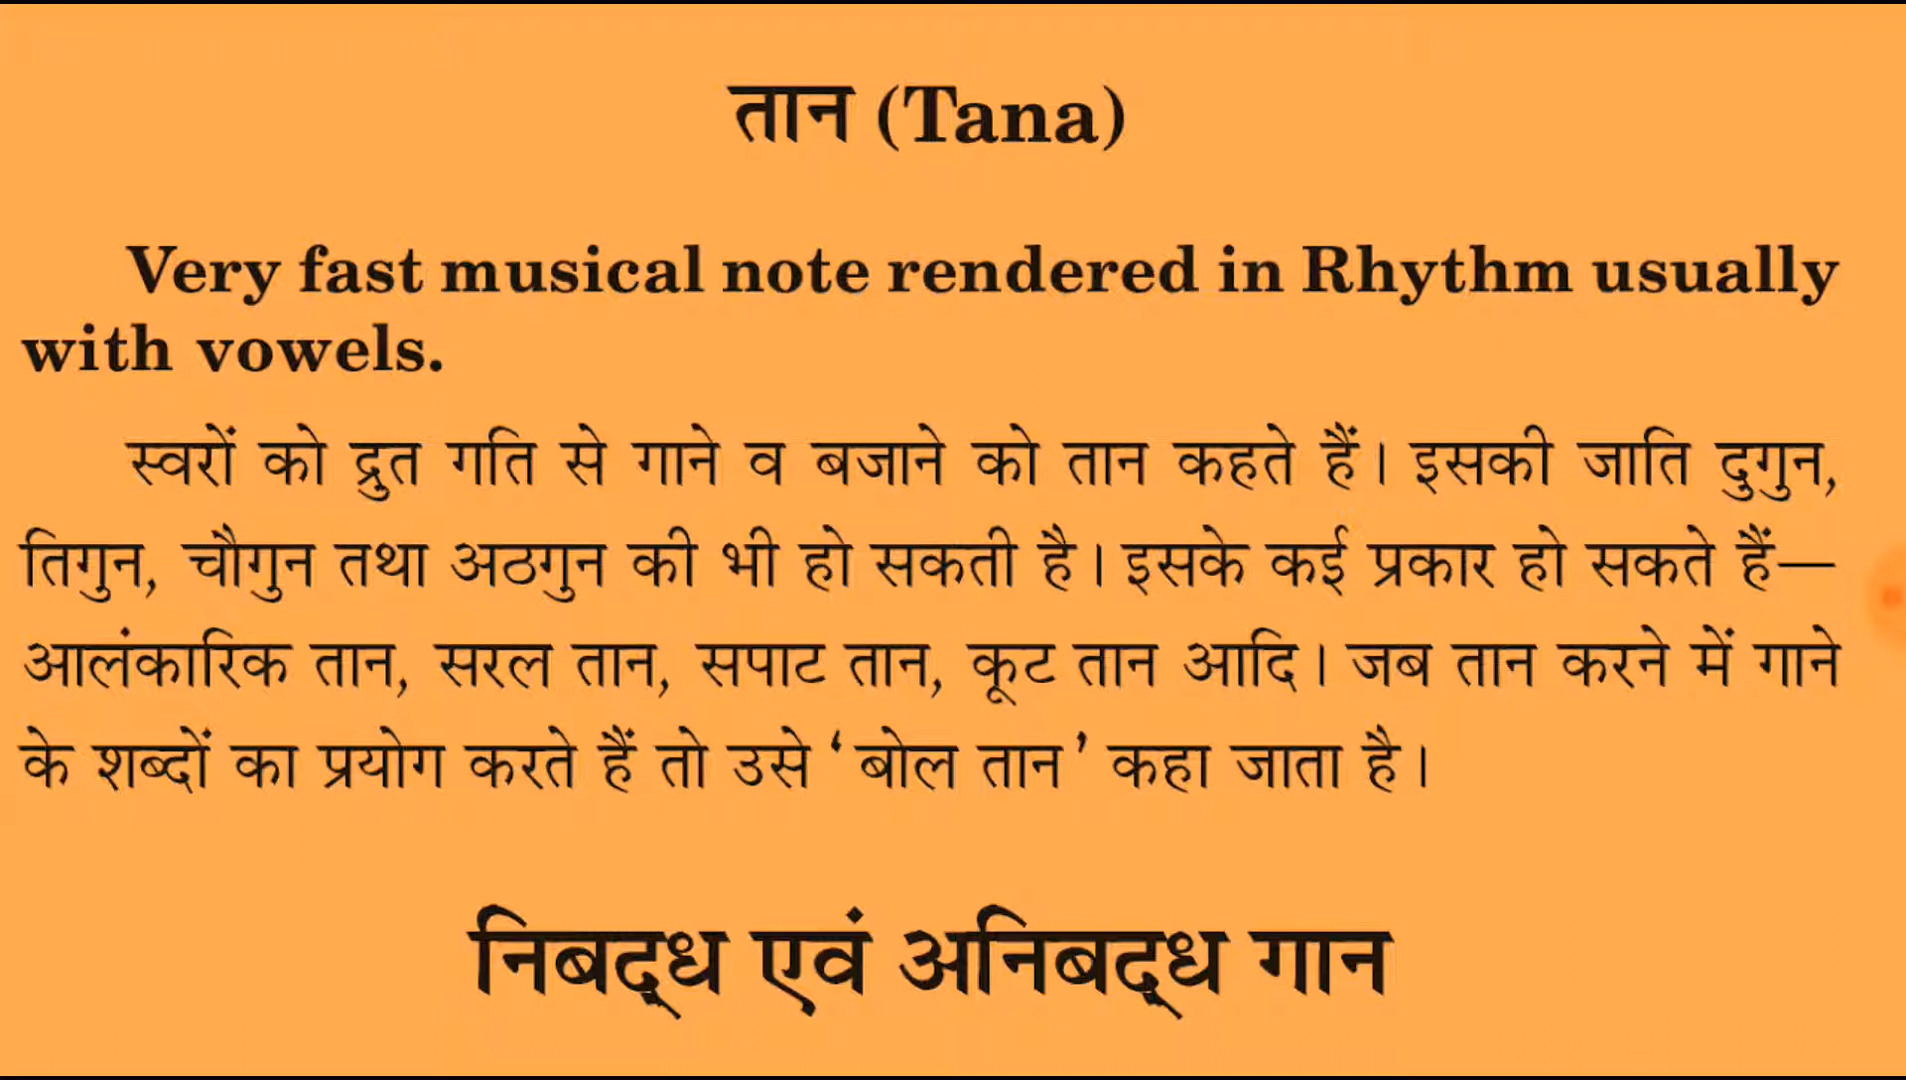 तान (Tana)
Very fast musical note rendered in Rhythm usually
with vowels.
स्वरों को द्रुत गति से गाने व बजाने को तान कहते हैं। इसकी जाति दुगुन,
तिगुन, चौगुन तथा अठगुन की भी हो सकती है। इसके कई प्रकार हो सकते हैं—
आलंकारिक तान, सरल तान, सपाट तान, कूट तान आदि। जब तान करने में गाने
के शब्दों का प्रयोग करते हैं तो उसे ‘बोल तान’ कहा जाता है।
निबद्ध एवं अनिबद्ध गान